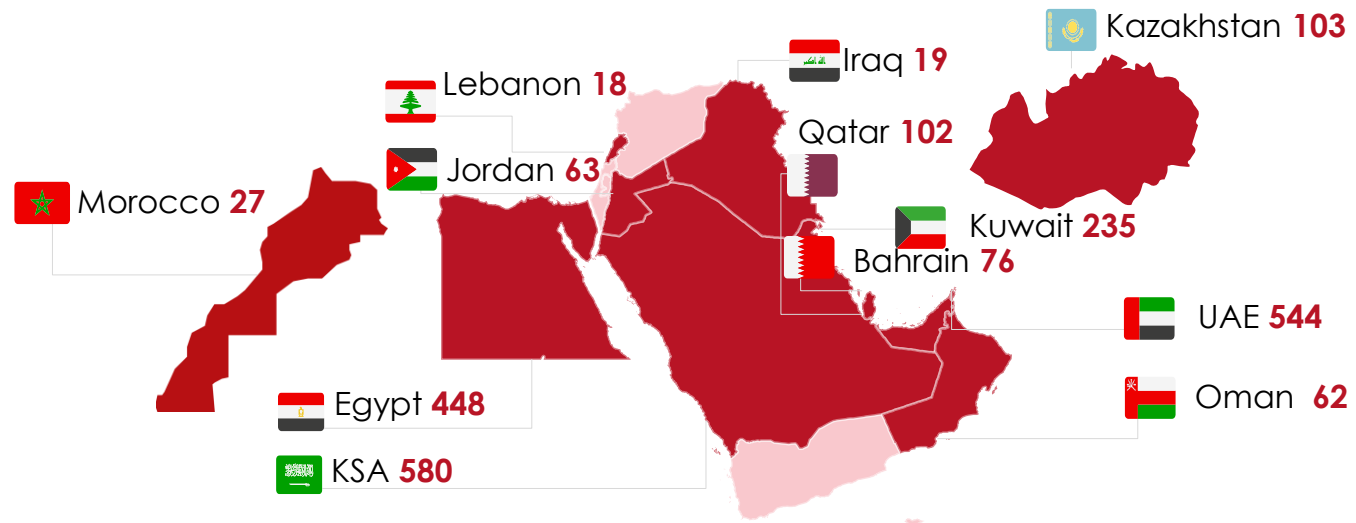 Kazakhstan 103
Iraq 19
Lebanon 18
Qatar 102
Jordan 63
Morocco 27
Kuwait 235
Bahrain 76
UAE 544
Oman 62
Egypt 448
KSA 580